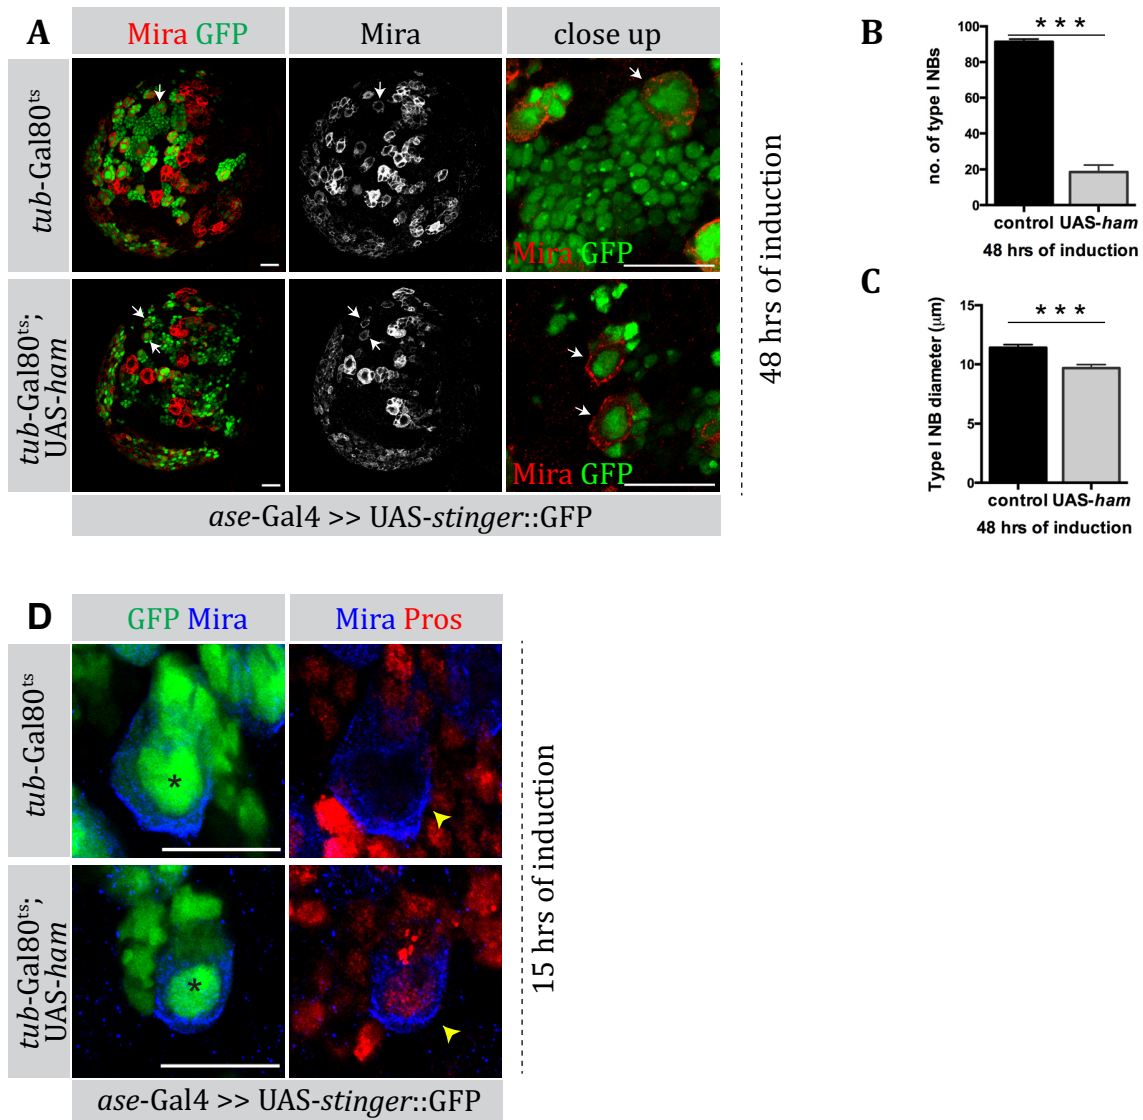 A
Mira GFP
Mira
close up
tub-Gal80ts
Mira GFP
tub-Gal80ts;
UAS-ham
Mira GFP
48 hrs of induction
ase-Gal4 >> UAS-stinger::GFP
B
no. of type I NBs
100
80
60
40
20
0
***
control UAS-ham
48 hrs of induction
C
Type I NB diameter (μm)
15
10
5
0
***
control UAS-ham
48 hrs of induction
D
GFP Mira
Mira Pros
tub-Gal80ts
*
tub-Gal80ts;
UAS-ham
*
15 hrs of induction
ase-Gal4 >> UAS-stinger::GFP